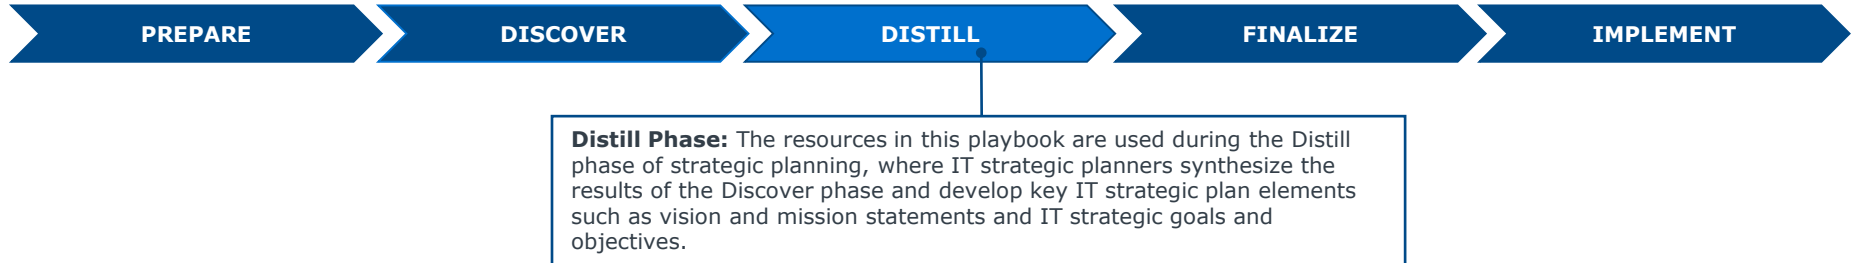 PREPARE
DISCOVER
DISTILL
FINALIZE
IMPLEMENT
Distill Phase: The resources in this playbook are used during the Distill
phase of strategic planning, where IT strategic planners synthesize the
results of the Discover phase and develop key IT strategic plan elements
such as vision and mission statements and IT strategic goals and
objectives.